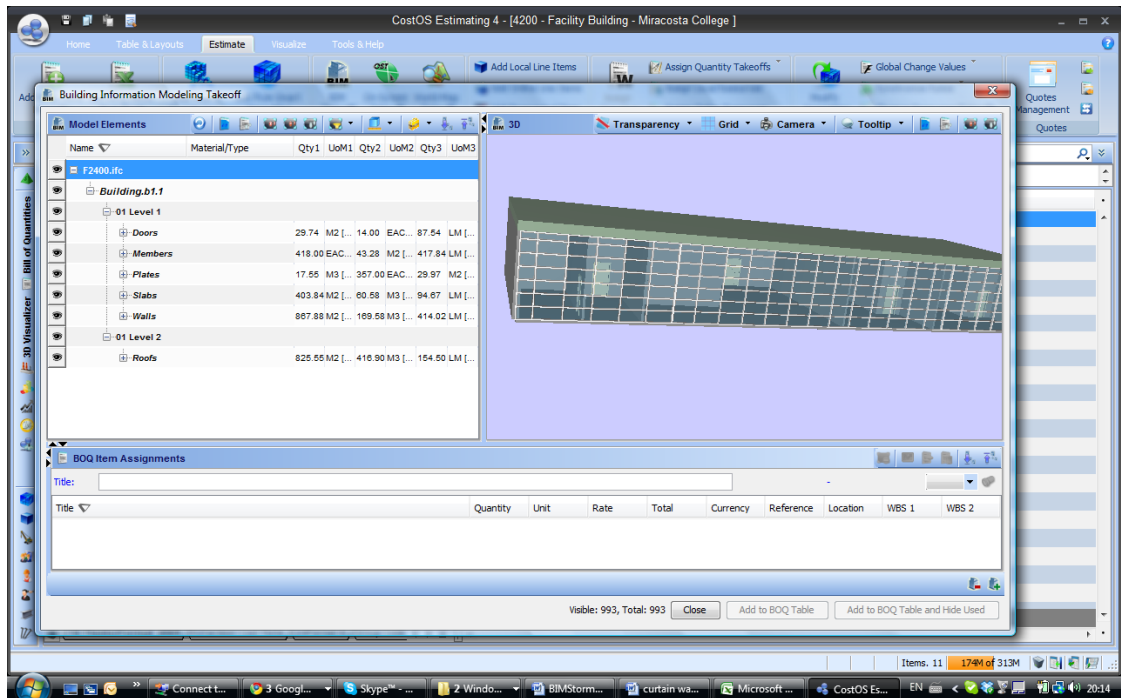 CostOS Estimating 4 - [4200 - Facility Building - Miracosta College ]
Home Table & Layouts Estimate Visualize Tools & Help
Add Local Line Items Assign Quantity Takeoffs Global Change Values
Add BIM OST W Quotes
Management
Quotes
Building Information Modeling Takeoff
Model Elements 3D Transparency Grid Camera Tooltip
Name Material/Type Qty1 UoM1 Qty2 UoM2 Qty3 UoM3
F2400.ifc
Building.b1.1
01 Level 1
Doors 29.74 M2 [... 14.00 EAC... 87.54 LM [...
Members 418.00 EAC... 43.28 M2 [... 417.84 LM [...
Plates 17.55 M3 [... 357.00 EAC... 29.97 M2 [...
Slabs 403.84 M2 [... 60.58 M3 [... 94.67 LM [...
Walls 867.88 M2 [... 169.58 M3 [... 414.02 LM [...
01 Level 2
Roofs 825.55 M2 [... 416.90 M3 [... 154.50 LM [...
Bill of Quantities
3D Visualizer
BOQ Item Assignments
Title: -
Title Quantity Unit Rate Total Currency Reference Location WBS 1 WBS 2
Visible: 993, Total: 993 Close Add to BOQ Table Add to BOQ Table and Hide Used
Items. 11 174M of 313M
Connect t... 3 Googl... Skype™ - ... 2 Windo... BIMStorm... curtain wa... Microsoft ... CostOS Es... EN 20:14